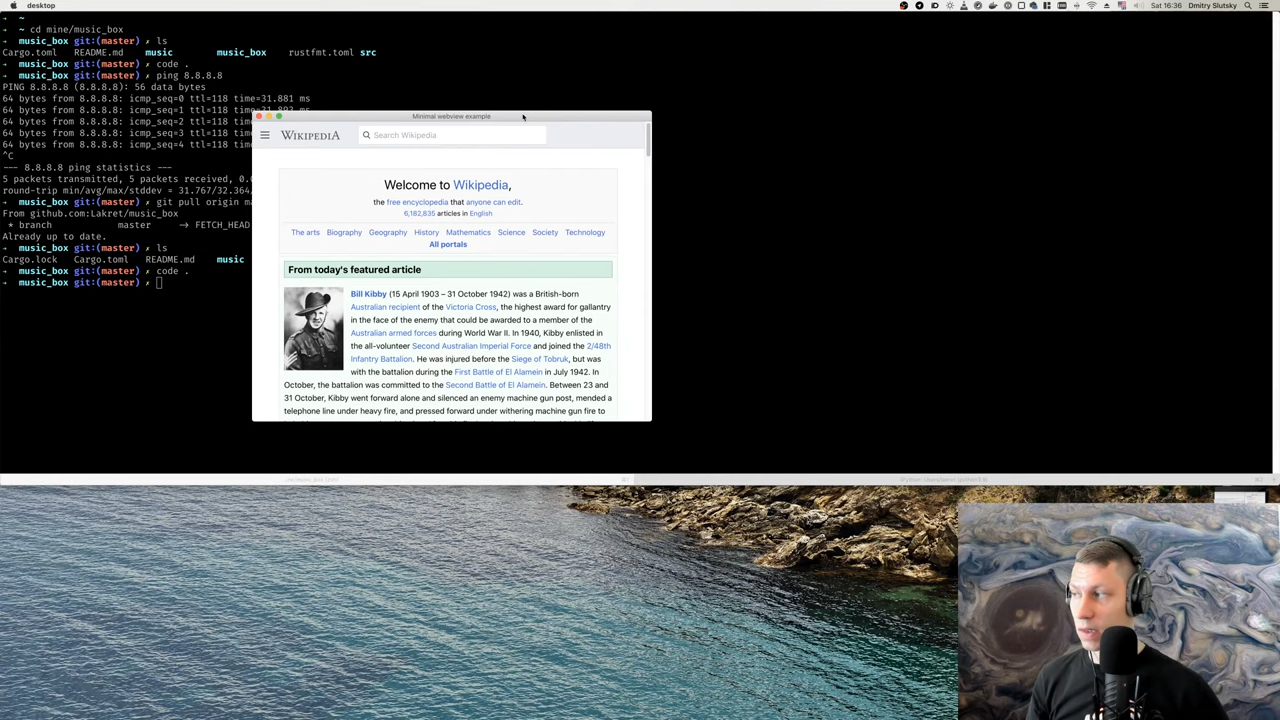 desktop
Sat 16:36 Dmitry Slutsky
→ ~
→ ~ cd mine/music_box
→ music_box git:(master) ✗ ls
Cargo.toml README.md music music_box rustfmt.toml src
→ music_box git:(master) ✗ code .
→ music_box git:(master) ✗ ping 8.8.8.8
PING 8.8.8.8 (8.8.8.8): 56 data bytes
64 bytes from 8.8.8.8: icmp_seq=0 ttl=118 time=31.881 ms
64 bytes from 8.8.8.8: icmp_seq=1 ttl=118 time=31.893 ms
64 bytes from 8.8.8.8: icmp_seq=2
64 bytes from 8.8.8.8: icmp_seq=3
64 bytes from 8.8.8.8: icmp_seq=4
^C
--- 8.8.8.8 ping statistics ---
5 packets transmitted, 5 packets received, 0.
round-trip min/avg/max/stddev = 31.767/32.364/
→ music_box git:(master) ✗ git pull origin ma
From github.com:Lakret/music_box
* branch master → FETCH_HEAD
Already up to date.
→ music_box git:(master) ✗ ls
Cargo.lock Cargo.toml README.md music
→ music_box git:(master) ✗ code .
→ music_box git:(master) ✗
Minimal webview example
WIKIPEDIA
Search Wikipedia
Welcome to Wikipedia,
the free encyclopedia that anyone can edit.
6,182,835 articles in English
The arts Biography Geography History Mathematics Science Society Technology
All portals
From today's featured article
Bill Kibby (15 April 1903 – 31 October 1942) was a British-born
Australian recipient of the Victoria Cross, the highest award for gallantry
in the face of the enemy that could be awarded to a member of the
Australian armed forces during World War II. In 1940, Kibby enlisted in
the all-volunteer Second Australian Imperial Force and joined the 2/48th
Infantry Battalion. He was injured before the Siege of Tobruk, but was
with the battalion during the First Battle of El Alamein in July 1942. In
October, the battalion was committed to the Second Battle of El Alamein. Between 23 and
31 October, Kibby went forward alone and silenced an enemy machine gun post, mended a
telephone line under heavy fire, and pressed forward under withering machine gun fire to